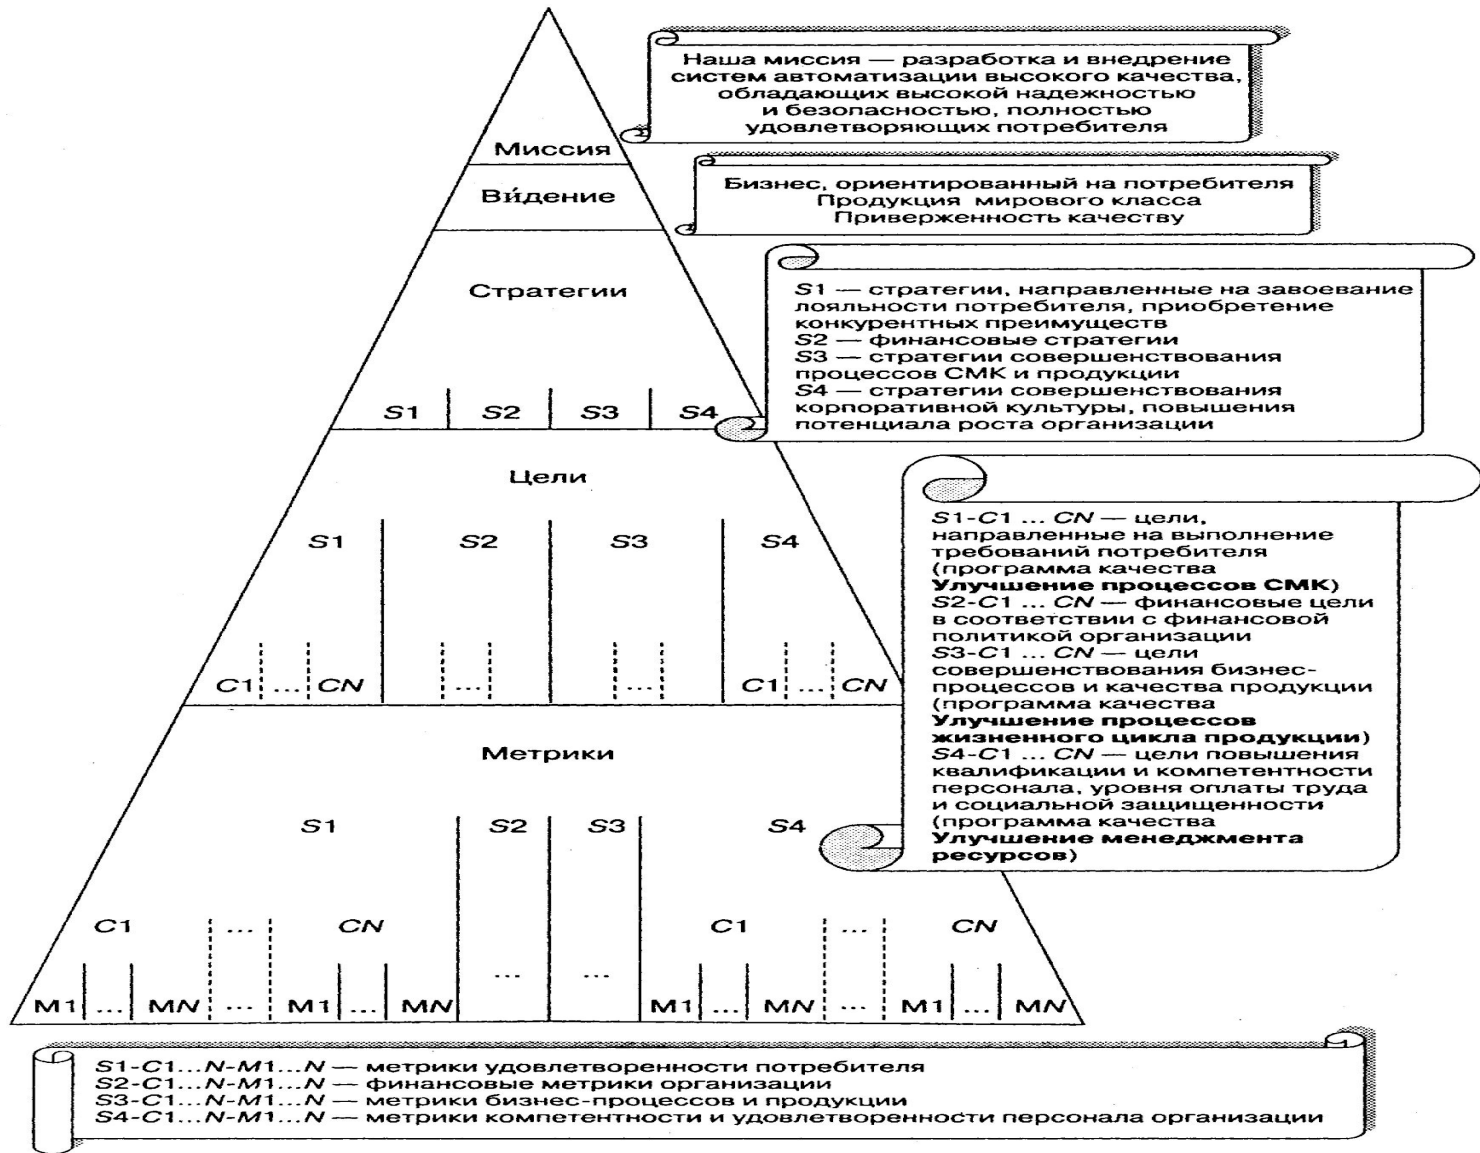 Наша миссия — разработка и внедрение
систем автоматизации высокого качества,
обладающих высокой надежностью
и безопасностью, полностью
удовлетворяющих потребителя
Миссия
Ви́дение
Бизнес, ориентированный на потребителя
Продукция мирового класса
Приверженность качеству
Стратегии
S1 — стратегии, направленные на завоевание
лояльности потребителя, приобретение
конкурентных преимуществ
S2 — финансовые стратегии
S3 — стратегии совершенствования
процессов СМК и продукции
S4 — стратегии совершенствования
корпоративной культуры, повышения
потенциала роста организации
S1 S2 S3 S4
Цели
S1 S2 S3 S4
C1 ... CN ... ... C1 ... CN
S1-C1 ... CN — цели,
направленные на выполнение
требований потребителя
(программа качества
Улучшение процессов СМК)
S2-C1 ... CN — финансовые цели
в соответствии с финансовой
политикой организации
S3-C1 ... CN — цели
совершенствования бизнес-
процессов и качества продукции
(программа качества
Улучшение процессов
жизненного цикла продукции)
S4-C1 ... CN — цели повышения
квалификации и компетентности
персонала, уровня оплаты труда
и социальной защищенности
(программа качества
Улучшение менеджмента
ресурсов)
Метрики
S1 S2 S3 S4
C1 ... CN C1 ... CN
... ...
M1 ... MN ... M1 ... MN M1 ... MN ... M1 ... MN
S1-C1...N-M1...N — метрики удовлетворенности потребителя
S2-C1...N-M1...N — финансовые метрики организации
S3-C1...N-M1...N — метрики бизнес-процессов и продукции
S4-C1...N-M1...N — метрики компетентности и удовлетворенности персонала организации